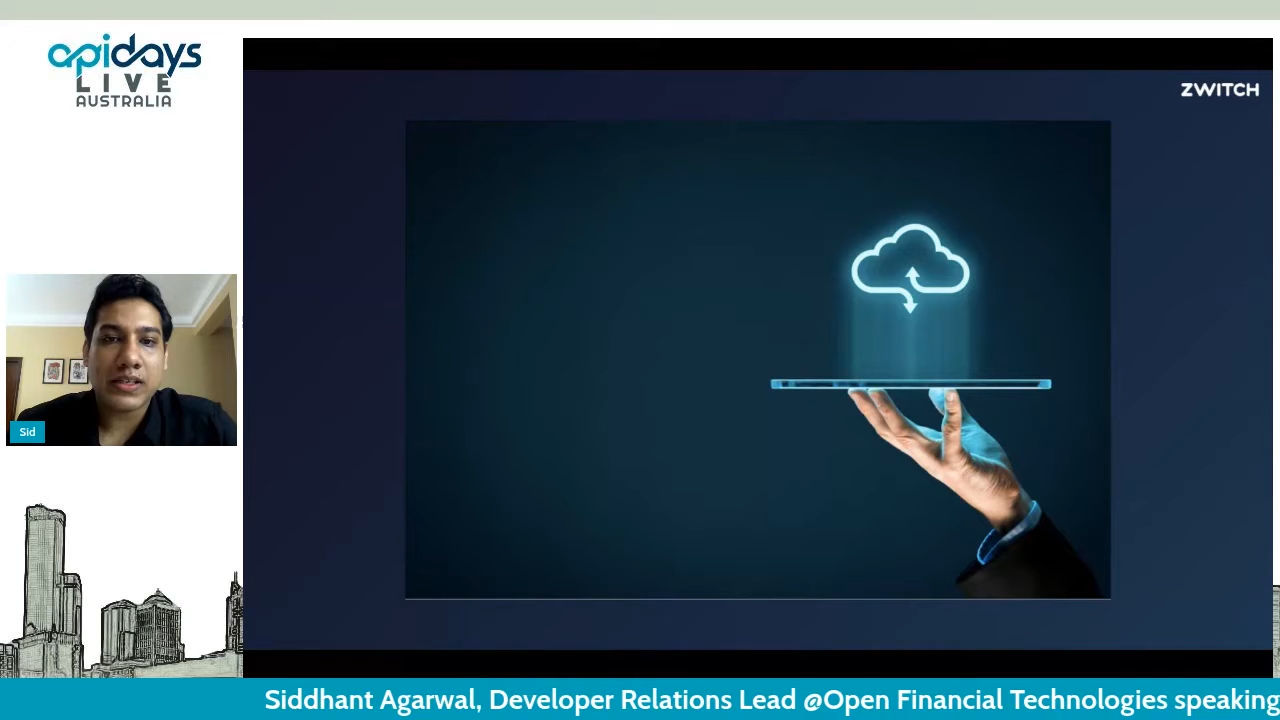 apidays
LIVE
AUSTRALIA
ZWITCH
Sid
Siddhant Agarwal, Developer Relations Lead @Open Financial Technologies speaking